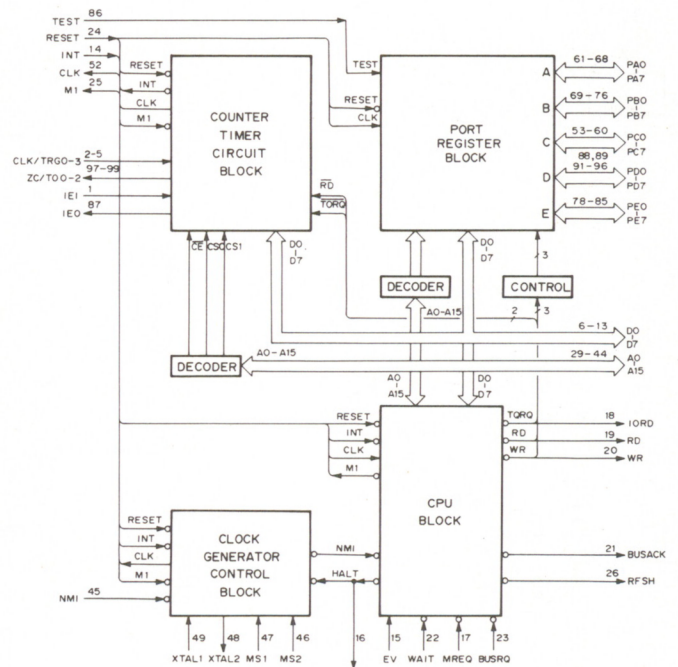 TEST 86
RESET 24
INT 14
CLK 52
M1 25
CLK/TRG0-3 2-5
ZC/TO0-2 97-99
IEI 1
IEO 87
RESET
INT
CLK
M1
COUNTER
TIMER
CIRCUIT
BLOCK
RD
TORQ
CE CS0 CS1
D0
D7
TEST
RESET
CLK
PORT
REGISTER
BLOCK
A
B
C
D
E
61-68 PA0
PA7
69-76 PB0
PB7
53-60 PC0
PC7
88,89
91-96 PD0
PD7
78-85 PE0
PE7
D0
D7
3
DECODER
CONTROL
A0-A15
2
3
6-13 D0
D7
DECODER
A0-A15
29-44 A0
A15
A0
A15
D0
D7
RESET
INT
CLK
M1
CPU
BLOCK
TQRQ 18 IORD
RD 19 RD
WR 20 WR
21 BUSACK
26 RFSH
RESET
INT
CLK
M1
NMI 45
CLOCK
GENERATOR
CONTROL
BLOCK
NMI
HALT
49 48 47 46
XTAL1 XTAL2 MS1 MS2
16
15 22 17 23
EV WAIT MREQ BUSRQ